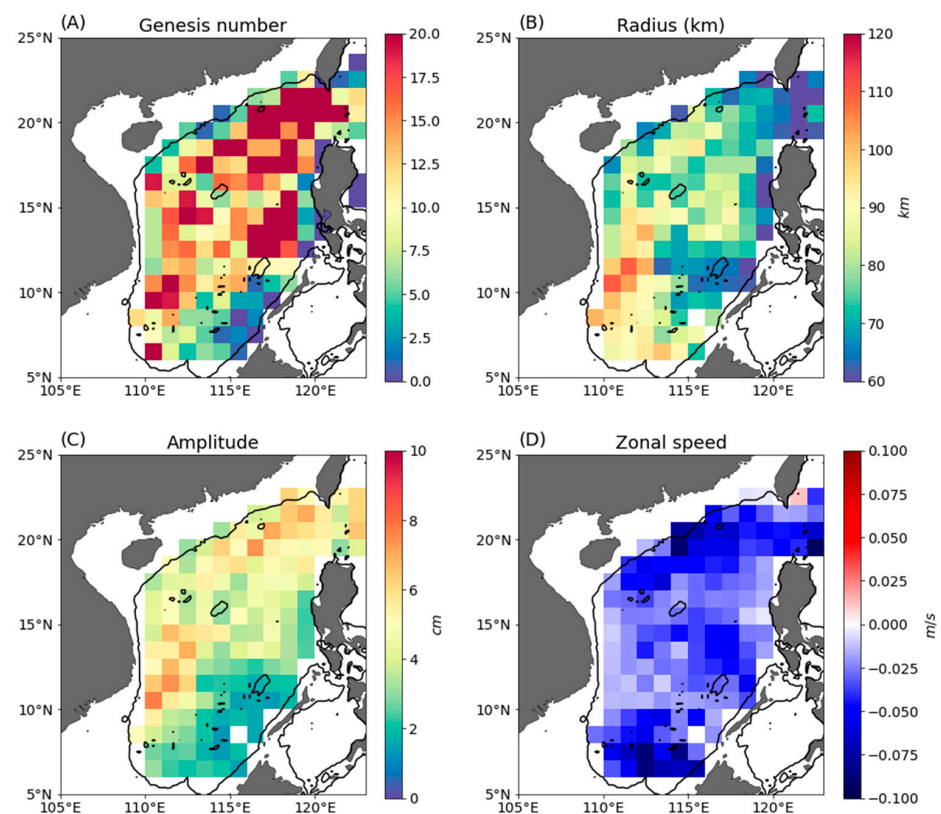 (A) Genesis number
25°N
20°N
15°N
10°N
5°N
105°E 110°E 115°E 120°E
20.0
17.5
15.0
12.5
10.0
7.5
5.0
2.5
0.0
(B) Radius (km)
25°N
20°N
15°N
10°N
5°N
105°E 110°E 115°E 120°E
120
110
100
90
80
70
60
km
(C) Amplitude
25°N
20°N
15°N
10°N
5°N
105°E 110°E 115°E 120°E
10
8
6
4
2
0
cm
(D) Zonal speed
25°N
20°N
15°N
10°N
5°N
105°E 110°E 115°E 120°E
0.100
0.075
0.050
0.025
0.000
−0.025
−0.050
−0.075
−0.100
m/s